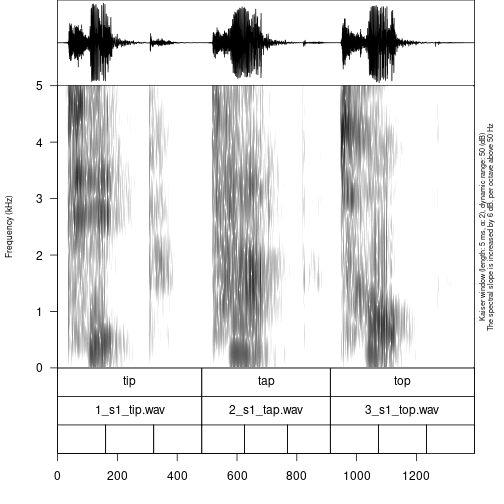 5
4
3
2
1
0
Frequency (kHz)
Kaiser window (length: 5 ms, α: 2), dynamic range: 50 (dB)
The spectral slope is increased by 6 dB per octave above 50 Hz
tip tap top
1_s1_tip.wav 2_s1_tap.wav 3_s1_top.wav
0 200 400 600 800 1000 1200